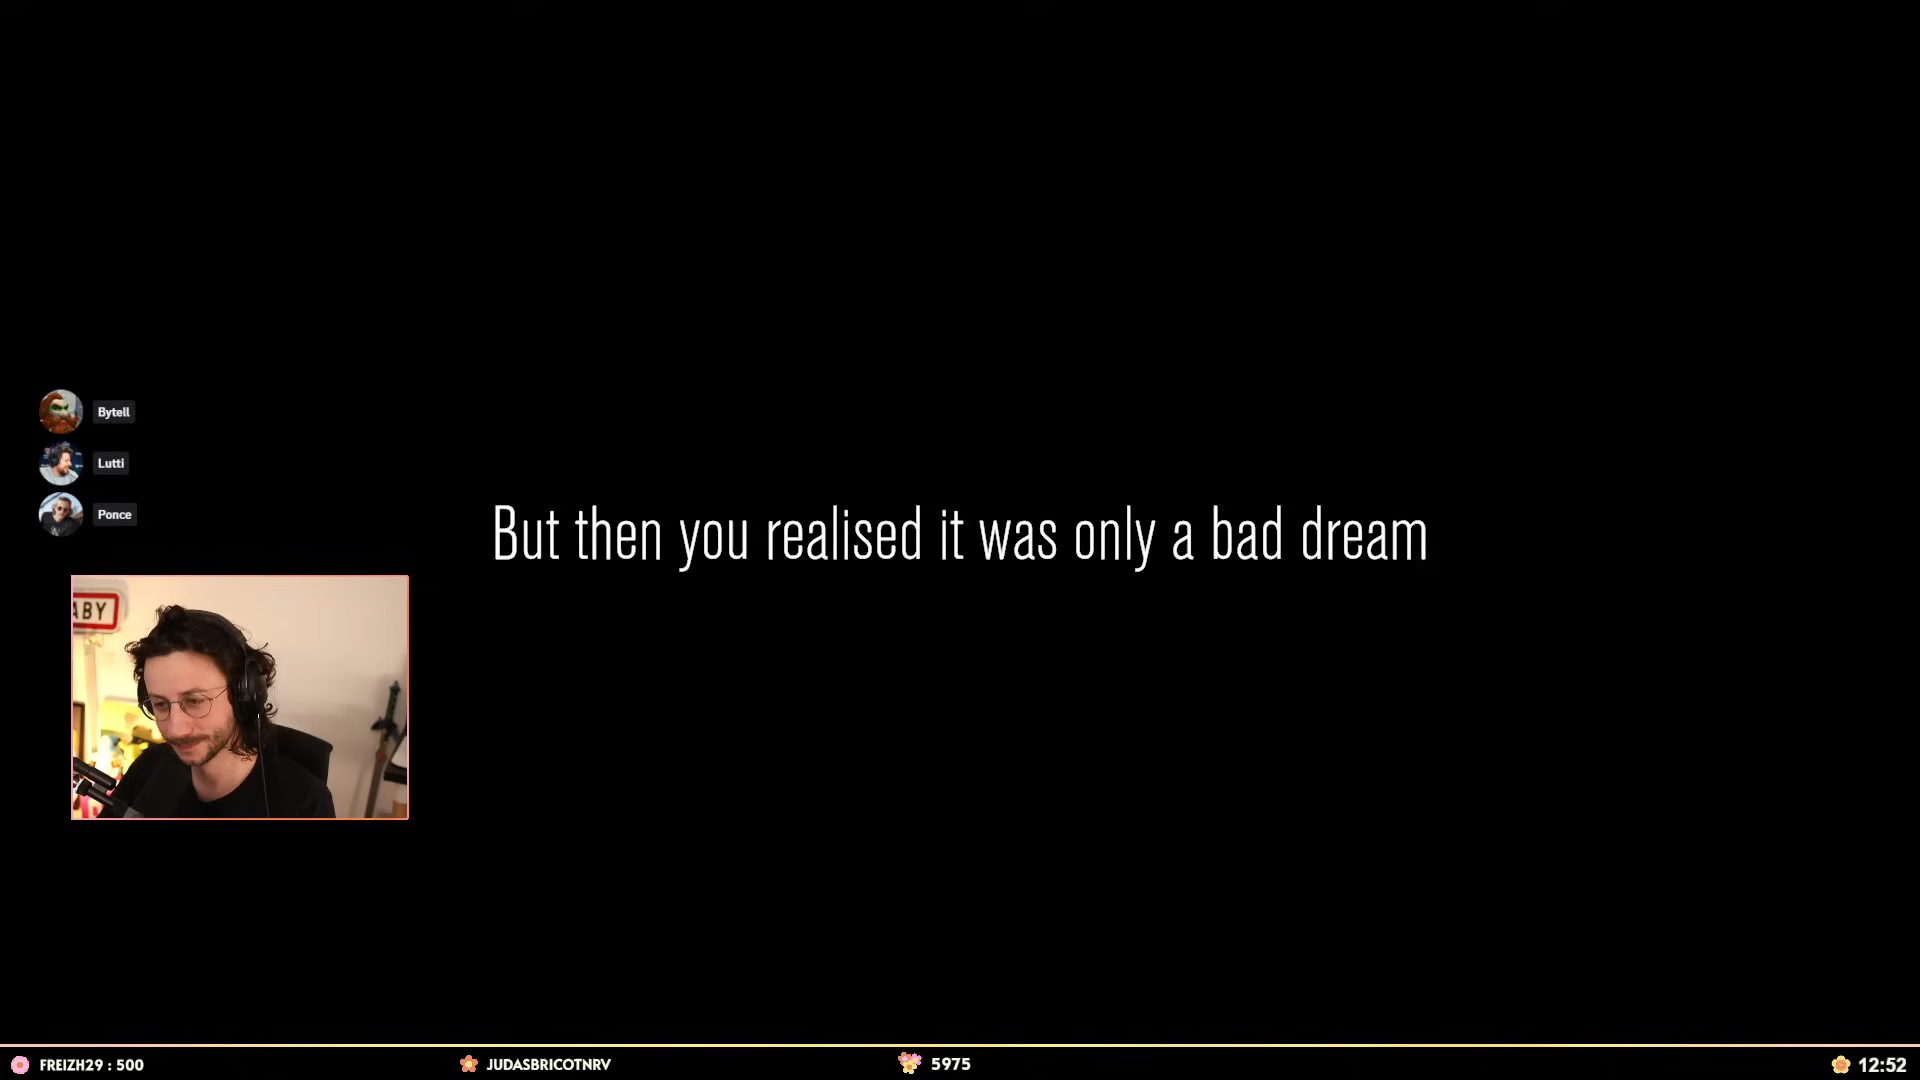 Bytell
Lutti
Ponce
But then you realised it was only a bad dream
ABY
FREIZH29 : 500
JUDASBRICOTNRV
5975
12:52